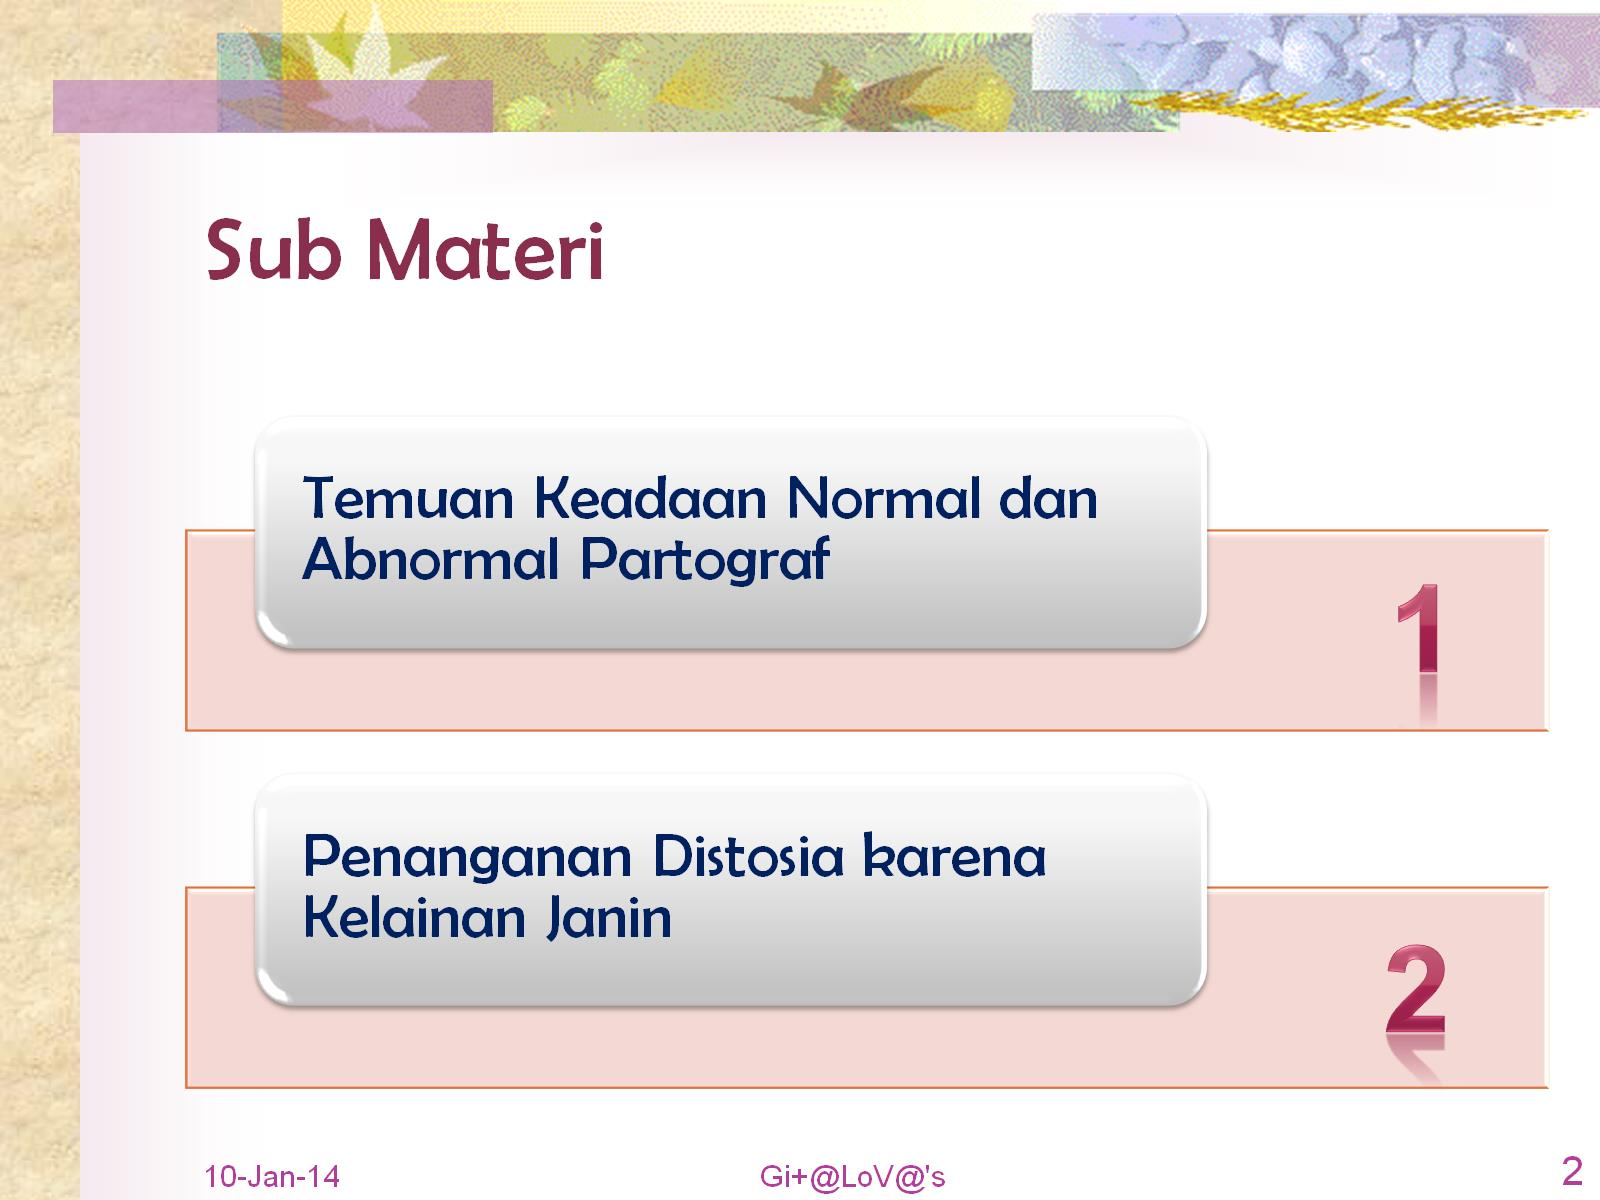 Sub Materi
Temuan Keadaan Normal dan
Abnormal Partograf
1
Penanganan Distosia karena
Kelainan Janin
2
10-Jan-14
Gi+@LoV@'s
2